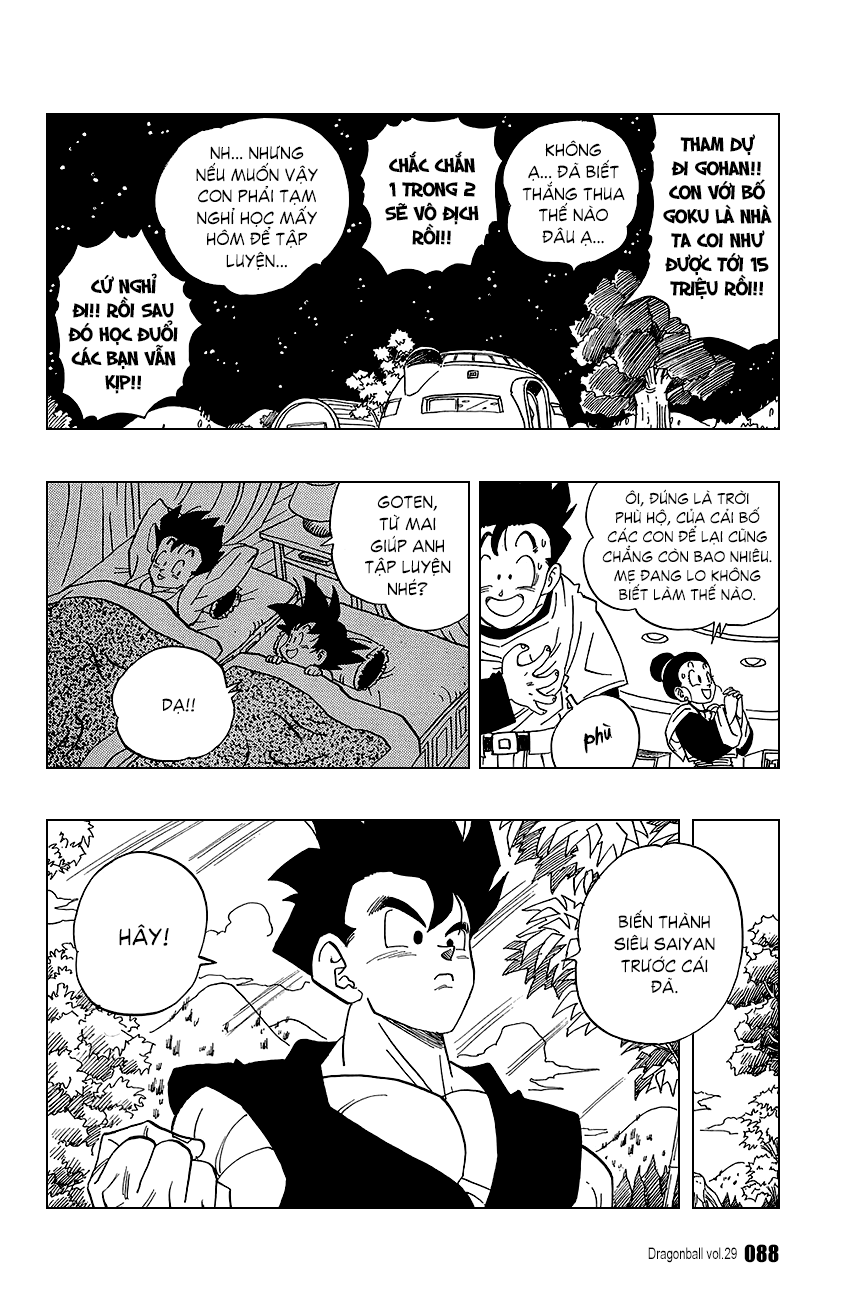 THAM DỰ
ĐI GOHAN!!
CON VỚI BỐ
GOKU LÀ NHÀ
TA COI NHƯ
ĐƯỢC TỚI 15
TRIỆU RỒI!!
KHÔNG
Ạ... ĐÃ BIẾT
THẮNG THUA
THẾ NÀO
ĐÂU Ạ...
CHẮC CHẮN
1 TRONG 2
SẼ VÔ ĐỊCH
RỒI!!
NH... NHƯNG
NẾU MUỐN VẬY
CON PHẢI TẠM
NGHỈ HỌC MẤY
HÔM ĐỂ TẬP
LUYỆN...
CỨ NGHỈ
ĐI!! RỒI SAU
ĐÓ HỌC ĐUỔI
CÁC BẠN VẪN
KỊP!!
ÔI, ĐÚNG LÀ TRỜI
PHÙ HỘ, CỦA CẢI BỐ
CÁC CON ĐỂ LẠI CŨNG
CHẲNG CÒN BAO NHIÊU.
MẸ ĐANG LO KHÔNG
BIẾT LÀM THẾ NÀO.
phù
GOTEN,
TỪ MAI
GIÚP ANH
TẬP LUYỆN
NHÉ?
DẠ!!
BIẾN THÀNH
SIÊU SAIYAN
TRƯỚC CÁI
ĐÃ.
HÂY!
Dragonball vol.29 088